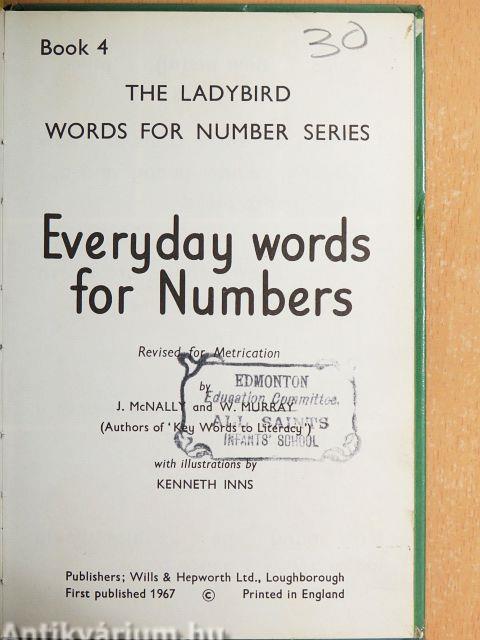 Book 4
30
THE LADYBIRD
WORDS FOR NUMBER SERIES
Everyday words
for Numbers
Revised for Metrication
by
J. McNALLY and W. MURRAY
(Authors of 'Key Words to Literacy')
EDMONTON
Education Committee.
ALL SAINTS
INFANTS' SCHOOL
with illustrations by
KENNETH INNS
Publishers; Wills & Hepworth Ltd., Loughborough
First published 1967 © Printed in England
Antikvárium.hu